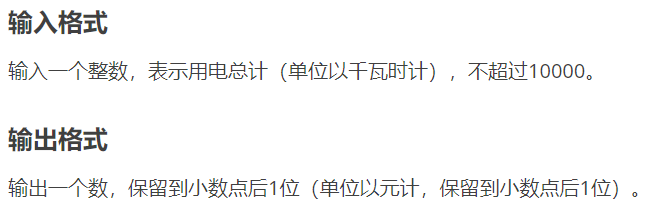 输入格式
输入一个整数，表示用电总计（单位以千瓦时计），不超过10000。
输出格式
输出一个数，保留到小数点后1位（单位以元计，保留到小数点后1位）。